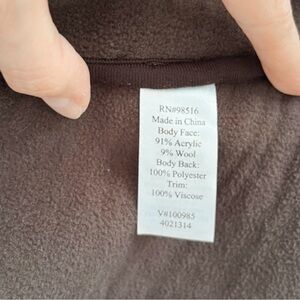 RN#98516
Made in China
Body Face:
91% Acrylic
9% Wool
Body Back:
100% Polyester
Trim:
100% Viscose
V#100985
4021314